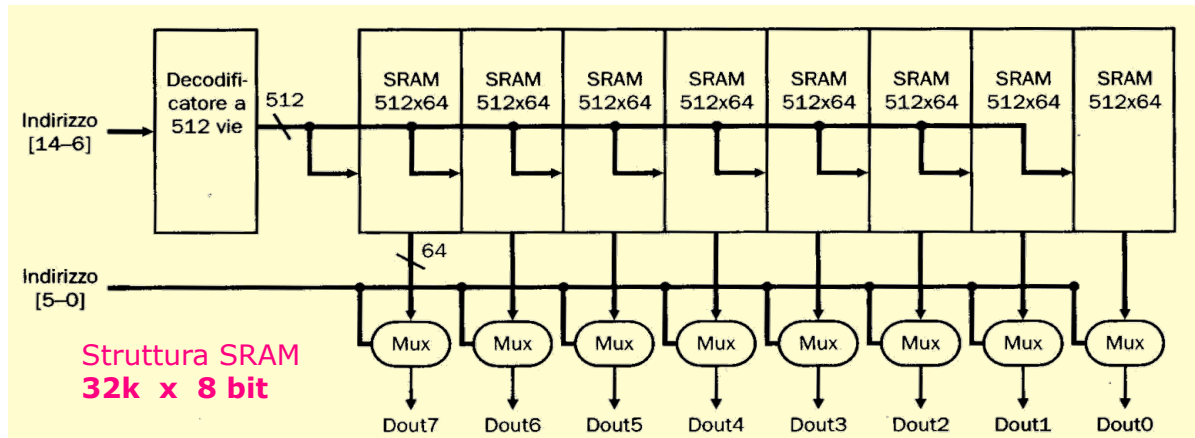 Decodifi-
catore a
512 vie
Indirizzo
[14–6]
512
SRAM
512x64
SRAM
512x64
SRAM
512x64
SRAM
512x64
SRAM
512x64
SRAM
512x64
SRAM
512x64
SRAM
512x64
64
Indirizzo
[5–0]
Mux
Mux
Mux
Mux
Mux
Mux
Mux
Mux
Struttura SRAM
32k x 8 bit
Dout7
Dout6
Dout5
Dout4
Dout3
Dout2
Dout1
Dout0